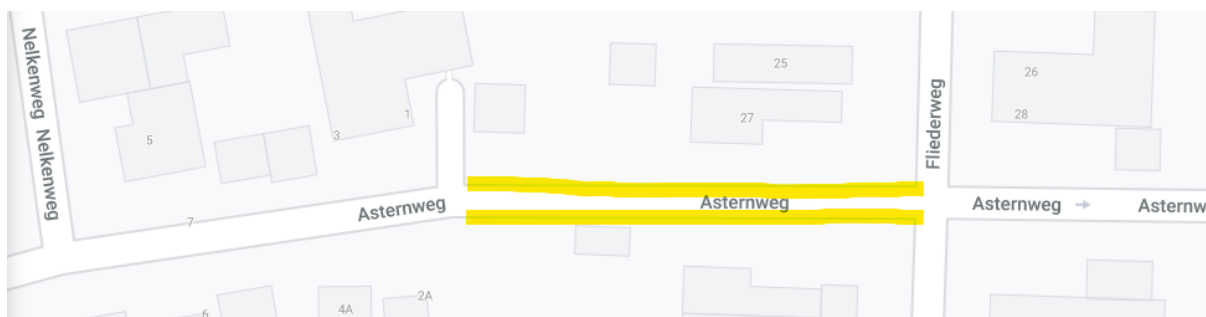 Nelkenweg
Nelkenweg
5
7
3
1
Asternweg
6
4A
2A
25
27
Asternweg
Fliederweg
26
28
Asternweg
Asternw